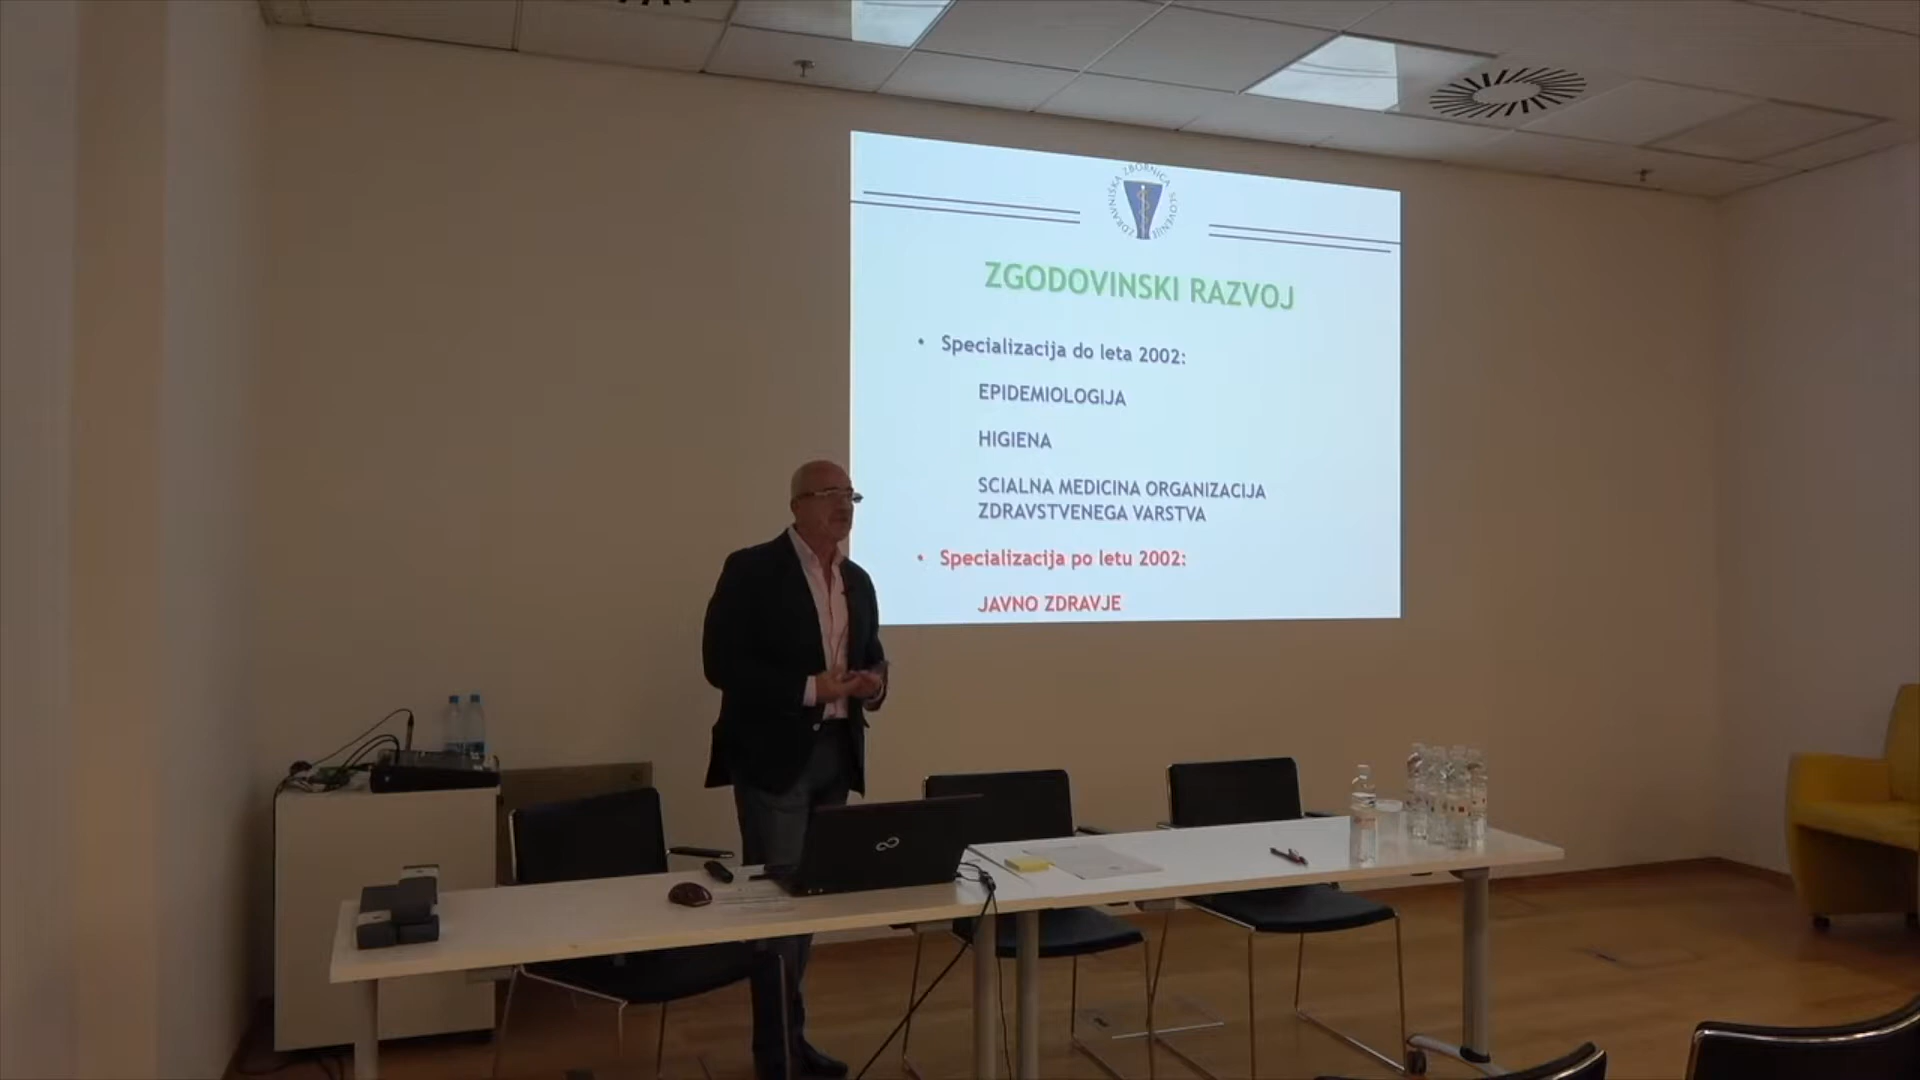 ZDRAVNIŠKA ZBORNICA SLOVENIJE
ZGODOVINSKI RAZVOJ
• Specializacija do leta 2002:
EPIDEMIOLOGIJA
HIGIENA
SCIALNA MEDICINA ORGANIZACIJA
ZDRAVSTVENEGA VARSTVA
• Specializacija po letu 2002:
JAVNO ZDRAVJE